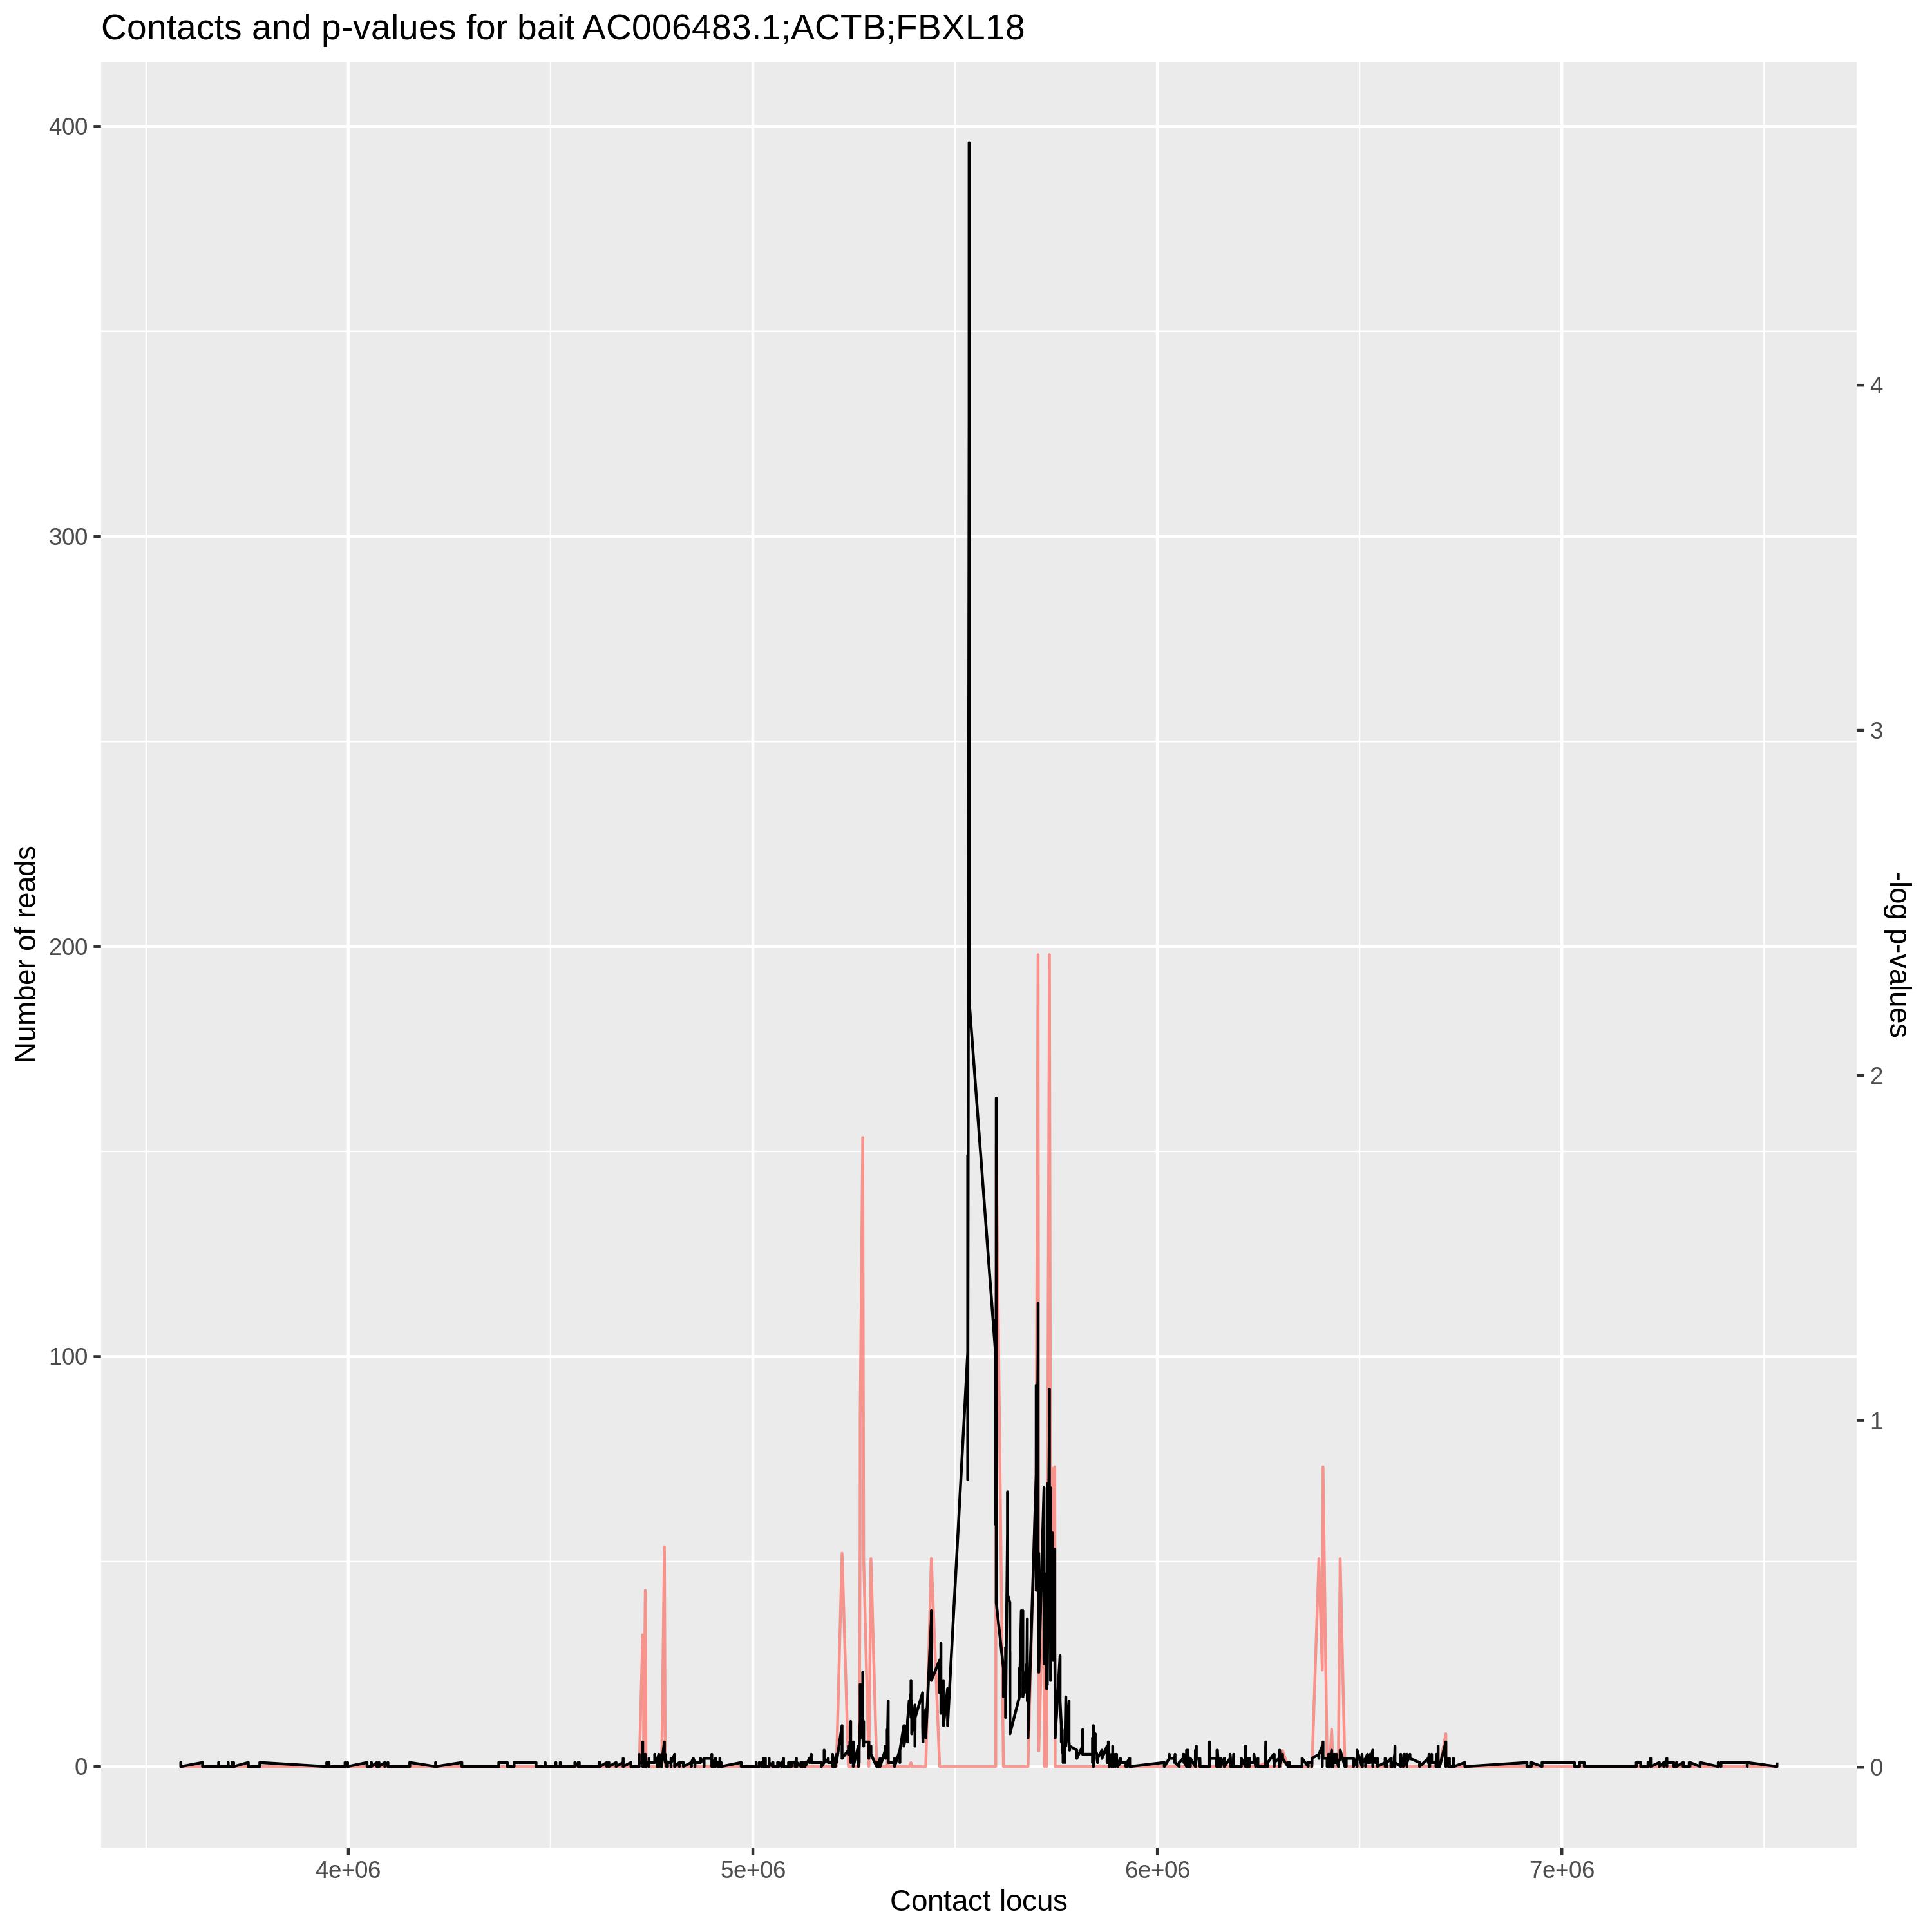 Contacts and p-values for bait AC006483.1;ACTB;FBXL18
400
300
200
100
0
Number of reads
4
3
2
1
0
-log p-values
4e+06
5e+06
6e+06
7e+06
Contact locus